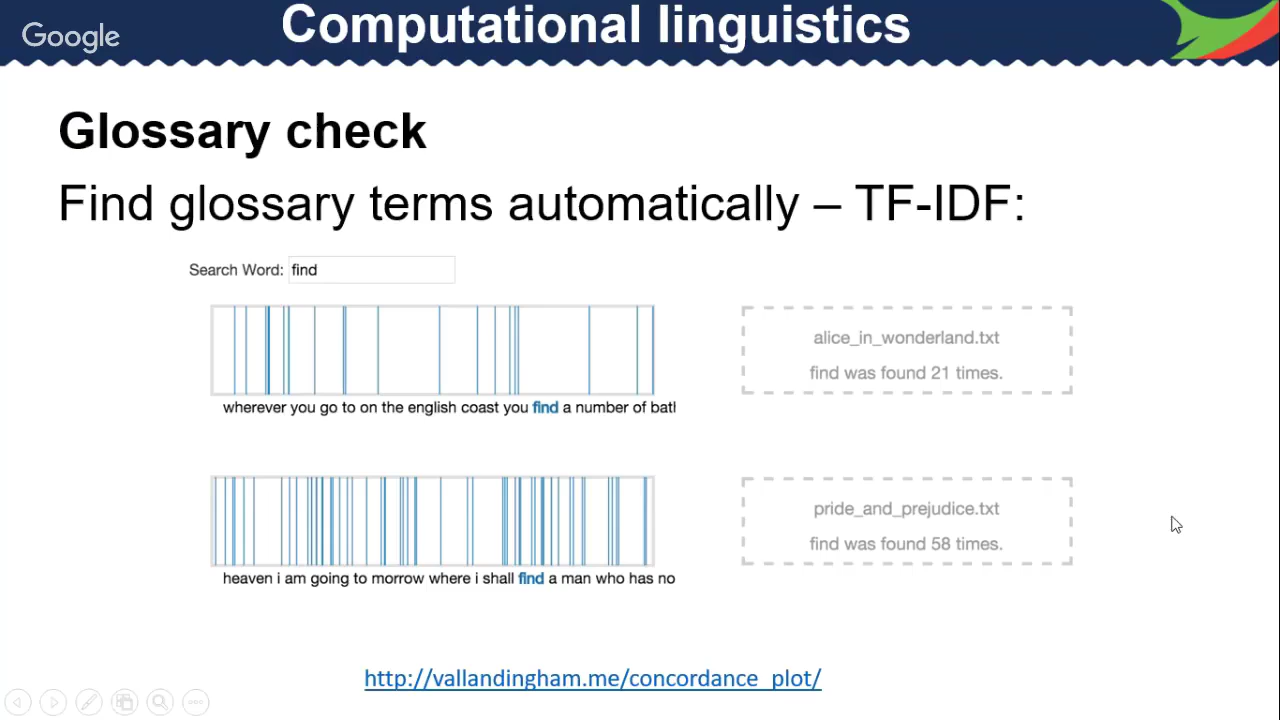 Google
Computational linguistics
Glossary check
Find glossary terms automatically – TF-IDF:
Search Word: find
alice_in_wonderland.txt
find was found 21 times.
wherever you go to on the english coast you find a number of
pride_and_prejudice.txt
find was found 58 times.
heaven i am going to morrow where i shall find a man who has no
http://vallandingham.me/concordance_plot/